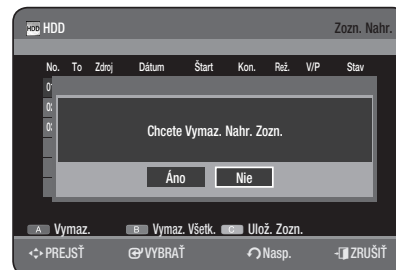 HDD HDD Zozn. Nahr.
No. To Zdroj Dátum Štart Kon. Rež. V/P Stav
Chcete Vymaz. Nahr. Zozn.
Áno Nie
A Vymaz. B Vymaz. Všetk. C Ulož. Zozn.
PREJSŤ VYBRAŤ Nasp. ZRUŠIŤ